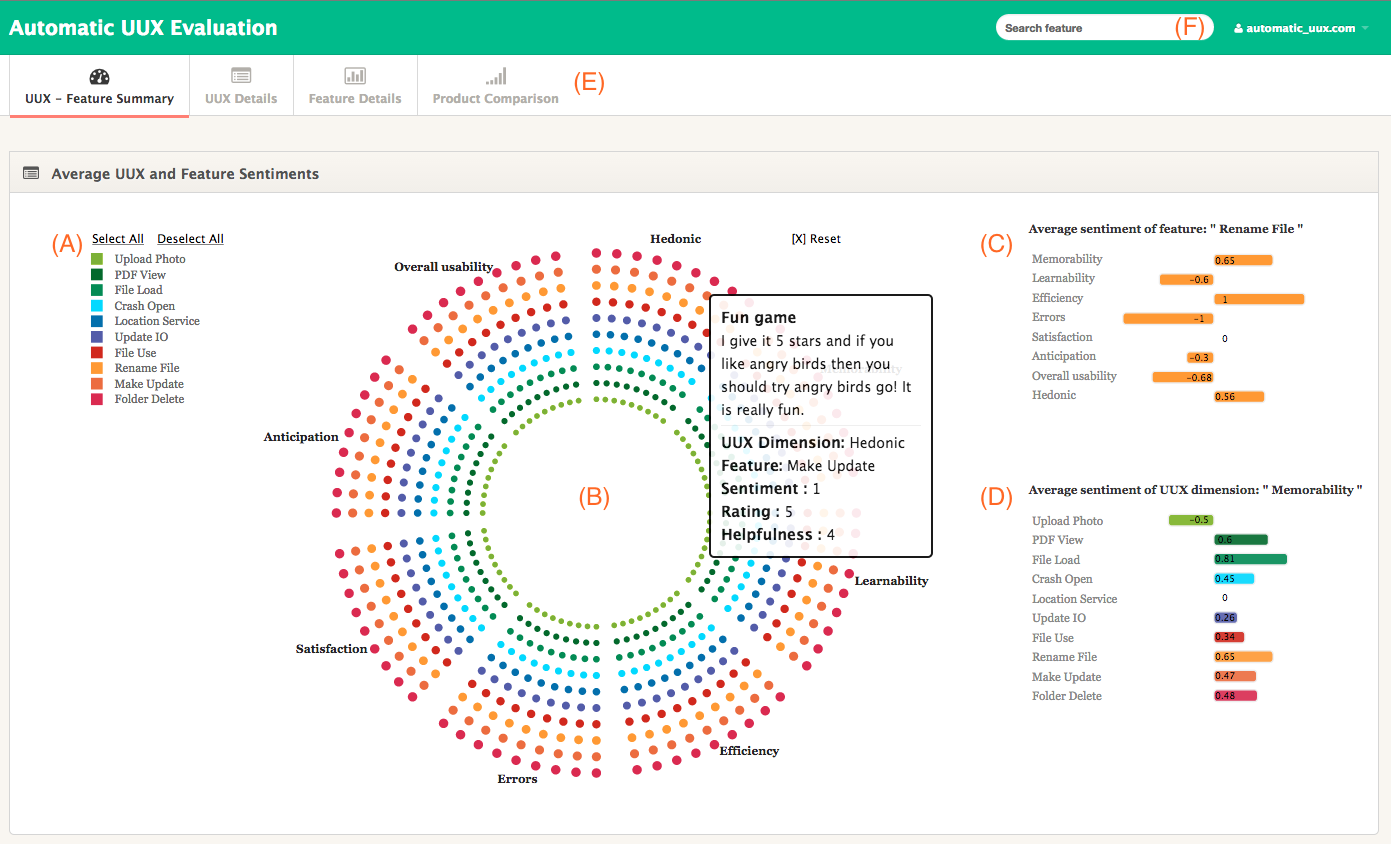 Automatic UUX Evaluation
Search feature
(F)
automatic_uux.com
UUX – Feature Summary
UUX Details
Feature Details
Product Comparison
(E)
Average UUX and Feature Sentiments
(A)
Select All Deselect All
Upload Photo
PDF View
File Load
Crash Open
Location Service
Update IO
File Use
Rename File
Make Update
Folder Delete
[X] Reset
Hedonic
Overall usability
Anticipation
Satisfaction
Errors
Efficiency
Learnability
(B)
Fun game
I give it 5 stars and if you
like angry birds then you
should try angry birds go! It
is really fun.
UUX Dimension: Hedonic
Feature: Make Update
Sentiment : 1
Rating : 5
Helpfulness : 4
(C)
Average sentiment of feature: " Rename File "
Memorability 0.65
Learnability −0.6
Efficiency 1
Errors −1
Satisfaction 0
Anticipation −0.3
Overall usability −0.68
Hedonic 0.56
(D)
Average sentiment of UUX dimension: " Memorability "
Upload Photo −0.5
PDF View 0.6
File Load 0.81
Crash Open 0.45
Location Service 0
Update IO 0.26
File Use 0.34
Rename File 0.65
Make Update 0.47
Folder Delete 0.48